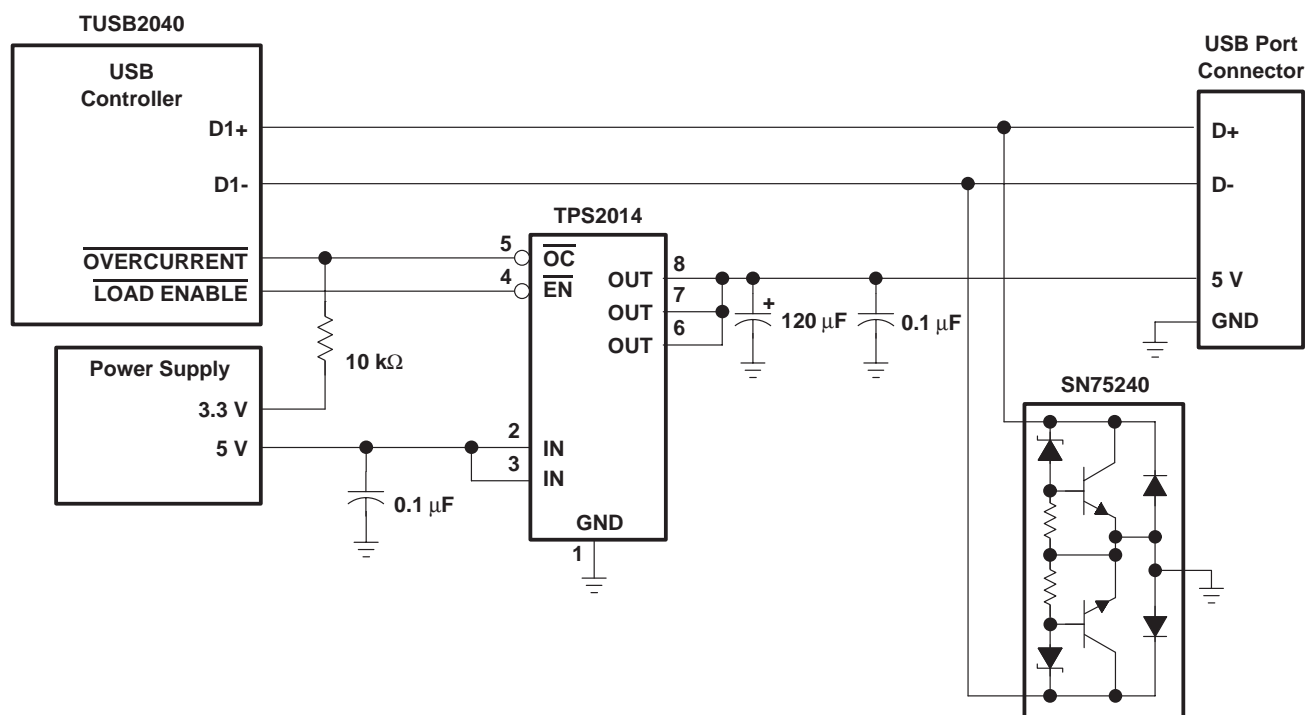 TUSB2040
USB
Controller
D1+
D1-
OVERCURRENT
LOAD ENABLE
Power Supply
3.3 V
5 V
10 kΩ
0.1 μF
TPS2014
5
OC
4
EN
OUT
8
OUT
7
OUT
6
2
IN
3
IN
GND
1
+
120 μF
0.1 μF
USB Port
Connector
D+
D-
5 V
GND
SN75240